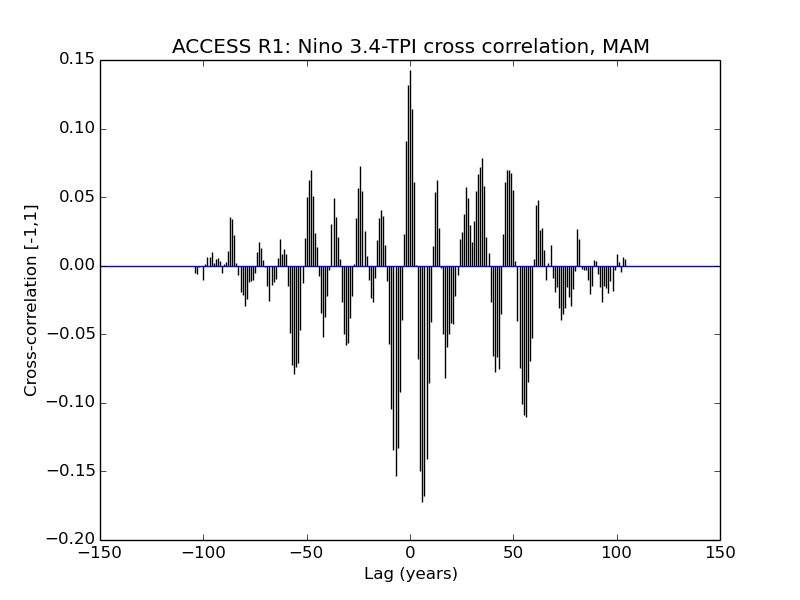 ACCESS R1: Nino 3.4-TPI cross correlation, MAM
0.15
0.10
0.05
0.00
−0.05
−0.10
−0.15
−0.20
Cross-correlation [-1,1]
−150 −100 −50 0 50 100 150
Lag (years)